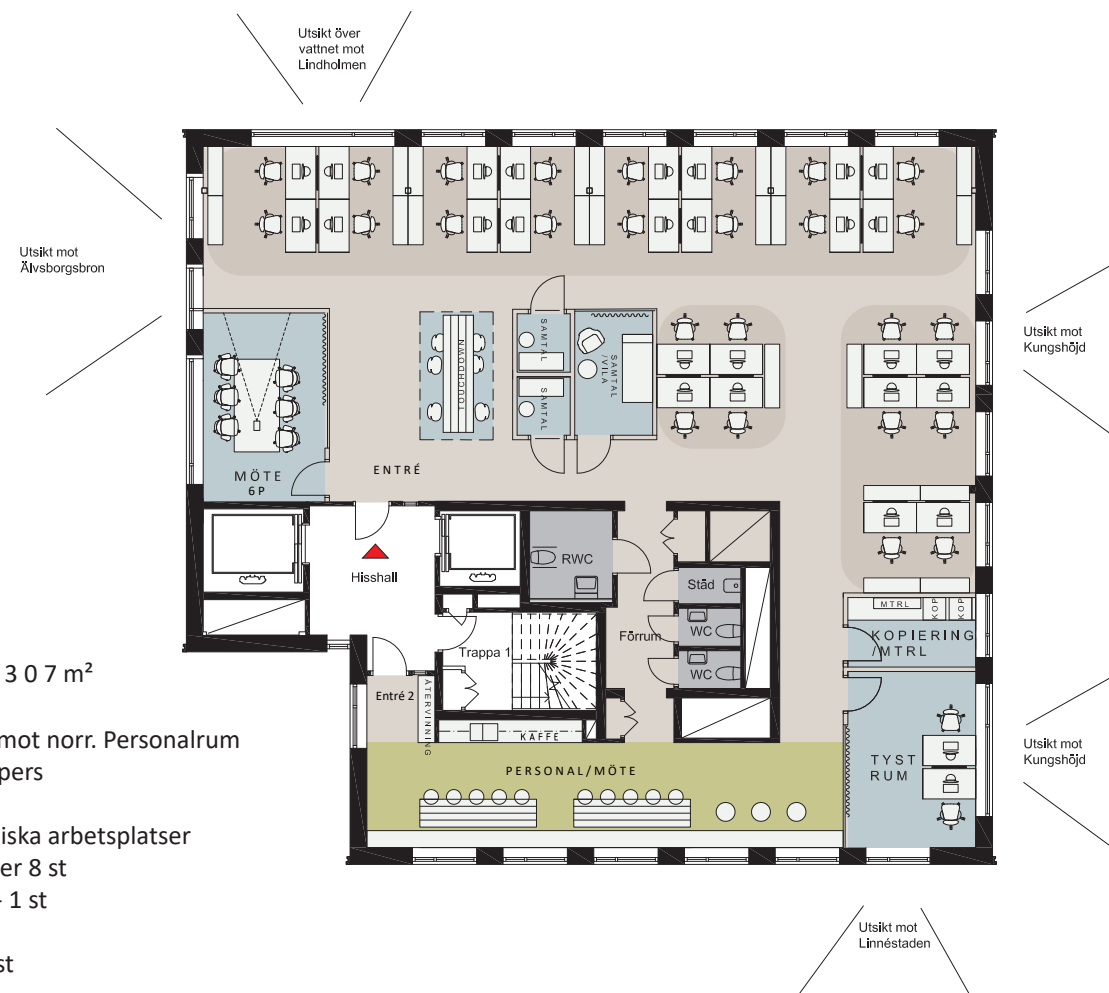 Utsikt över
vattnet mot
Lindholmen
Utsikt mot
Älvsborgsbron
Utsikt mot
Kungshöjd
SAMTAL
SAMTAL
SAMTAL
/VILA
TOUCHDOWN
MÖTE
6P
ENTRÉ
Hisshall
RWC
Städ
WC
WC
Förrum
Trappa 1
MTRL
KOP
KOP
KOPIERING
/MTRL
Entré 2
ÅTERVINNING
KAFFE
PERSONAL/MÖTE
TYST
RUM
Utsikt mot
Kungshöjd
Utsikt mot
Linnéstaden
307 m²
mot norr. Personalrum
pers
iska arbetsplatser
er 8 st
- 1 st
st